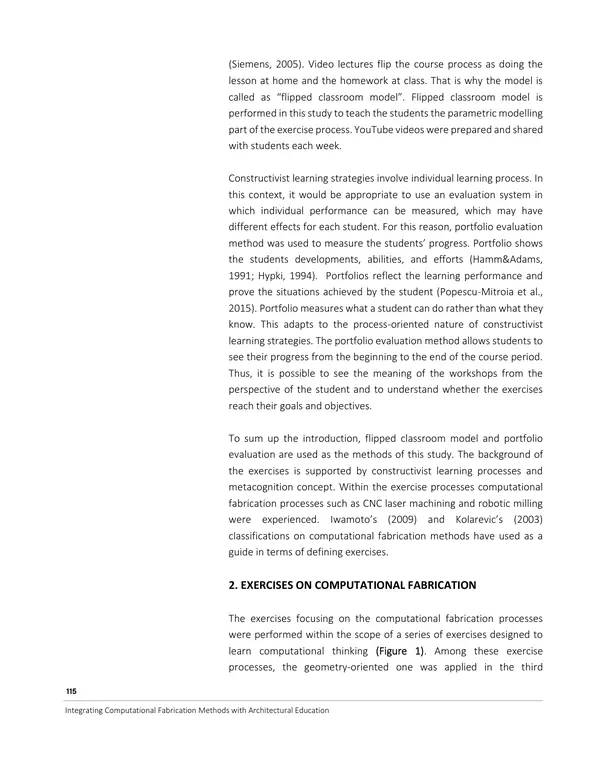 (Siemens, 2005). Video lectures flip the course process as doing the
lesson at home and the homework at class. That is why the model is
called as “flipped classroom model”. Flipped classroom model is
performed in this study to teach the students the parametric modelling
part of the exercise process. YouTube videos were prepared and shared
with students each week.
Constructivist learning strategies involve individual learning process. In
this context, it would be appropriate to use an evaluation system in
which individual performance can be measured, which may have
different effects for each student. For this reason, portfolio evaluation
method was used to measure the students’ progress. Portfolio shows
the students developments, abilities, and efforts (Hamm&Adams,
1991; Hypki, 1994). Portfolios reflect the learning performance and
prove the situations achieved by the student (Popescu-Mitroia et al.,
2015). Portfolio measures what a student can do rather than what they
know. This adapts to the process-oriented nature of constructivist
learning strategies. The portfolio evaluation method allows students to
see their progress from the beginning to the end of the course period.
Thus, it is possible to see the meaning of the workshops from the
perspective of the student and to understand whether the exercises
reach their goals and objectives.
To sum up the introduction, flipped classroom model and portfolio
evaluation are used as the methods of this study. The background of
the exercises is supported by constructivist learning processes and
metacognition concept. Within the exercise processes computational
fabrication processes such as CNC laser machining and robotic milling
were experienced. Iwamoto’s (2009) and Kolarevic’s (2003)
classifications on computational fabrication methods have used as a
guide in terms of defining exercises.
2. EXERCISES ON COMPUTATIONAL FABRICATION
The exercises focusing on the computational fabrication processes
were performed within the scope of a series of exercises designed to
learn computational thinking (Figure 1). Among these exercise
processes, the geometry-oriented one was applied in the third
115
Integrating Computational Fabrication Methods with Architectural Education